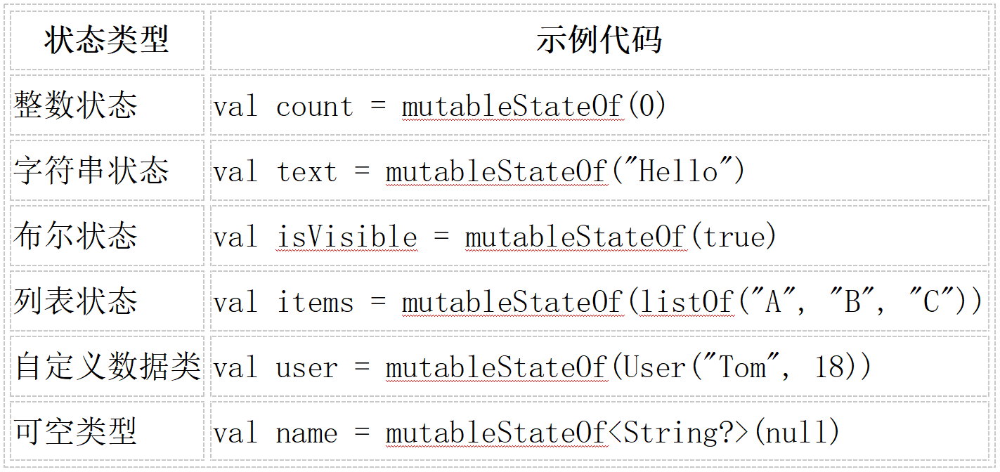 状态类型 示例代码
整数状态 val count = mutableStateOf(0)
字符串状态 val text = mutableStateOf("Hello")
布尔状态 val isVisible = mutableStateOf(true)
列表状态 val items = mutableStateOf(listOf("A", "B", "C"))
自定义数据类 val user = mutableStateOf(User("Tom", 18))
可空类型 val name = mutableStateOf<String?>(null)